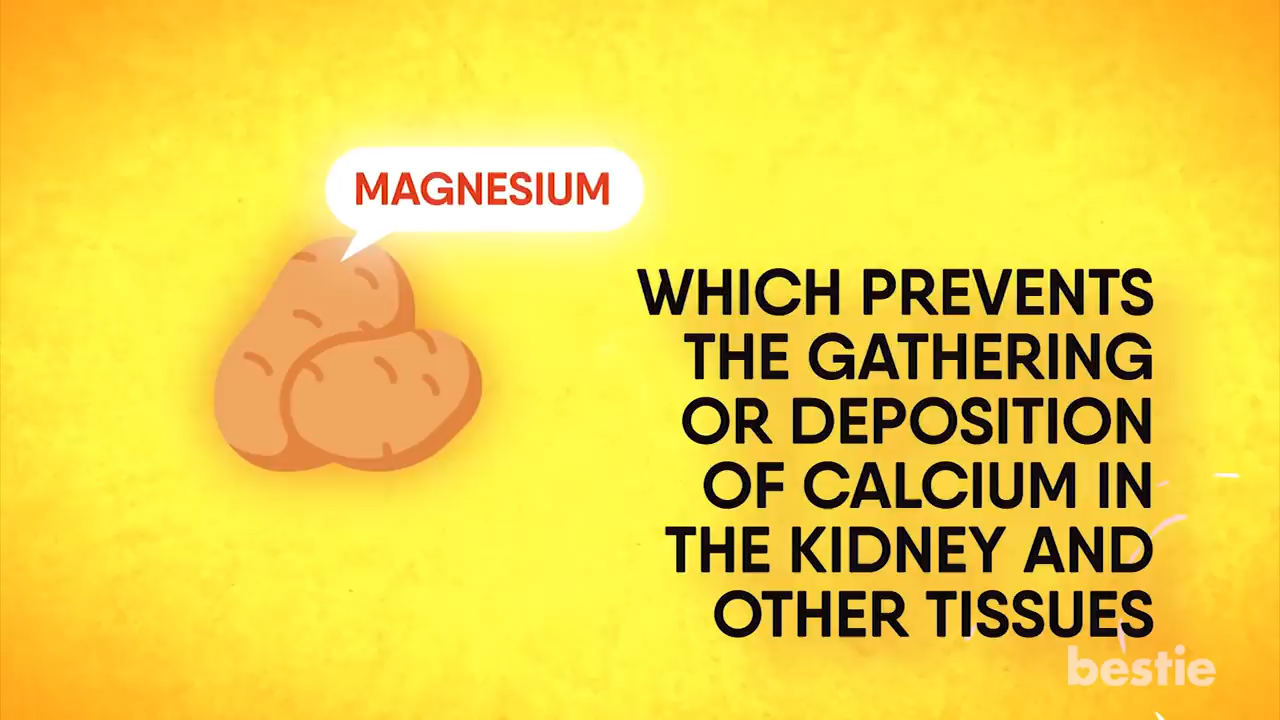 MAGNESIUM
WHICH PREVENTS
THE GATHERING
OR DEPOSITION
OF CALCIUM IN
THE KIDNEY AND
OTHER TISSUES
bestie